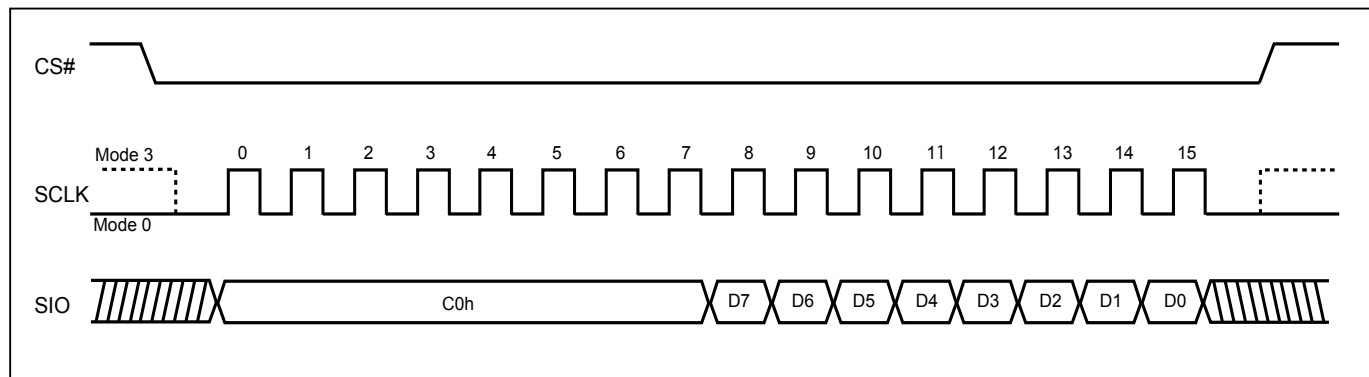 CS#
Mode 3
0 1 2 3 4 5 6 7 8 9 10 11 12 13 14 15
SCLK
Mode 0
SIO
C0h D7 D6 D5 D4 D3 D2 D1 D0